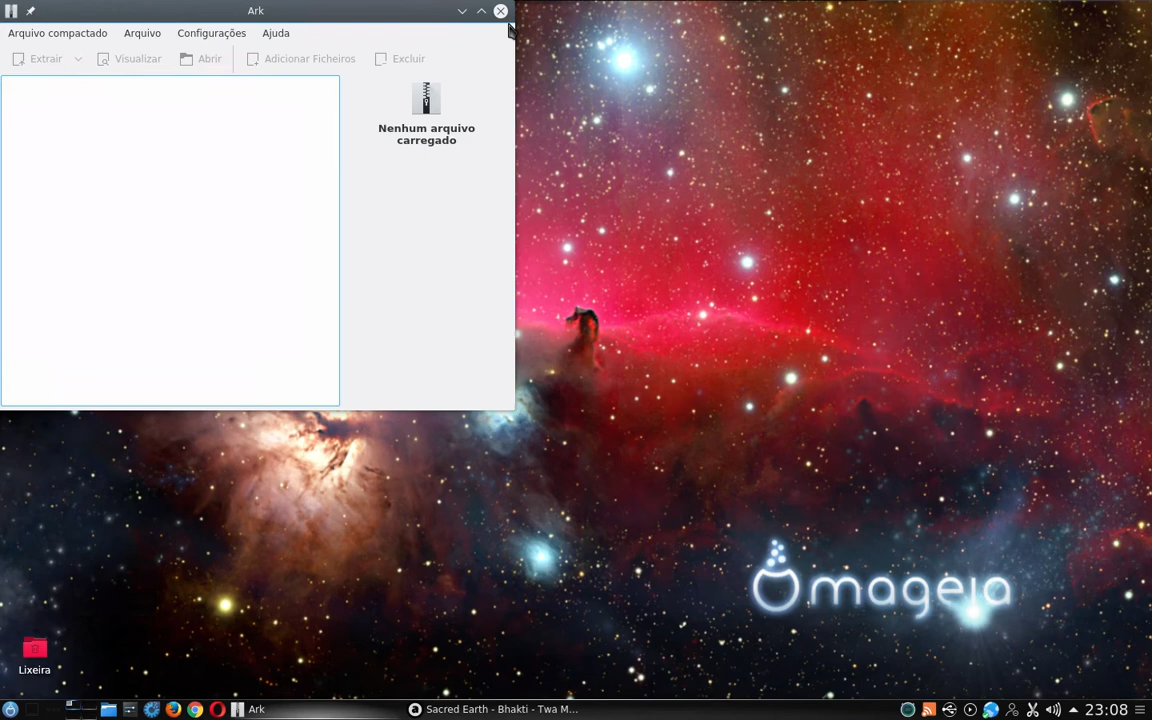 Ark
Arquivo compactado Arquivo Configurações Ajuda
Extrair Visualizar Abrir Adicionar Ficheiros Excluir
Nenhum arquivo
carregado
mageia
Lixeira
Ark Sacred Earth - Bhakti - Twa M... 23:08